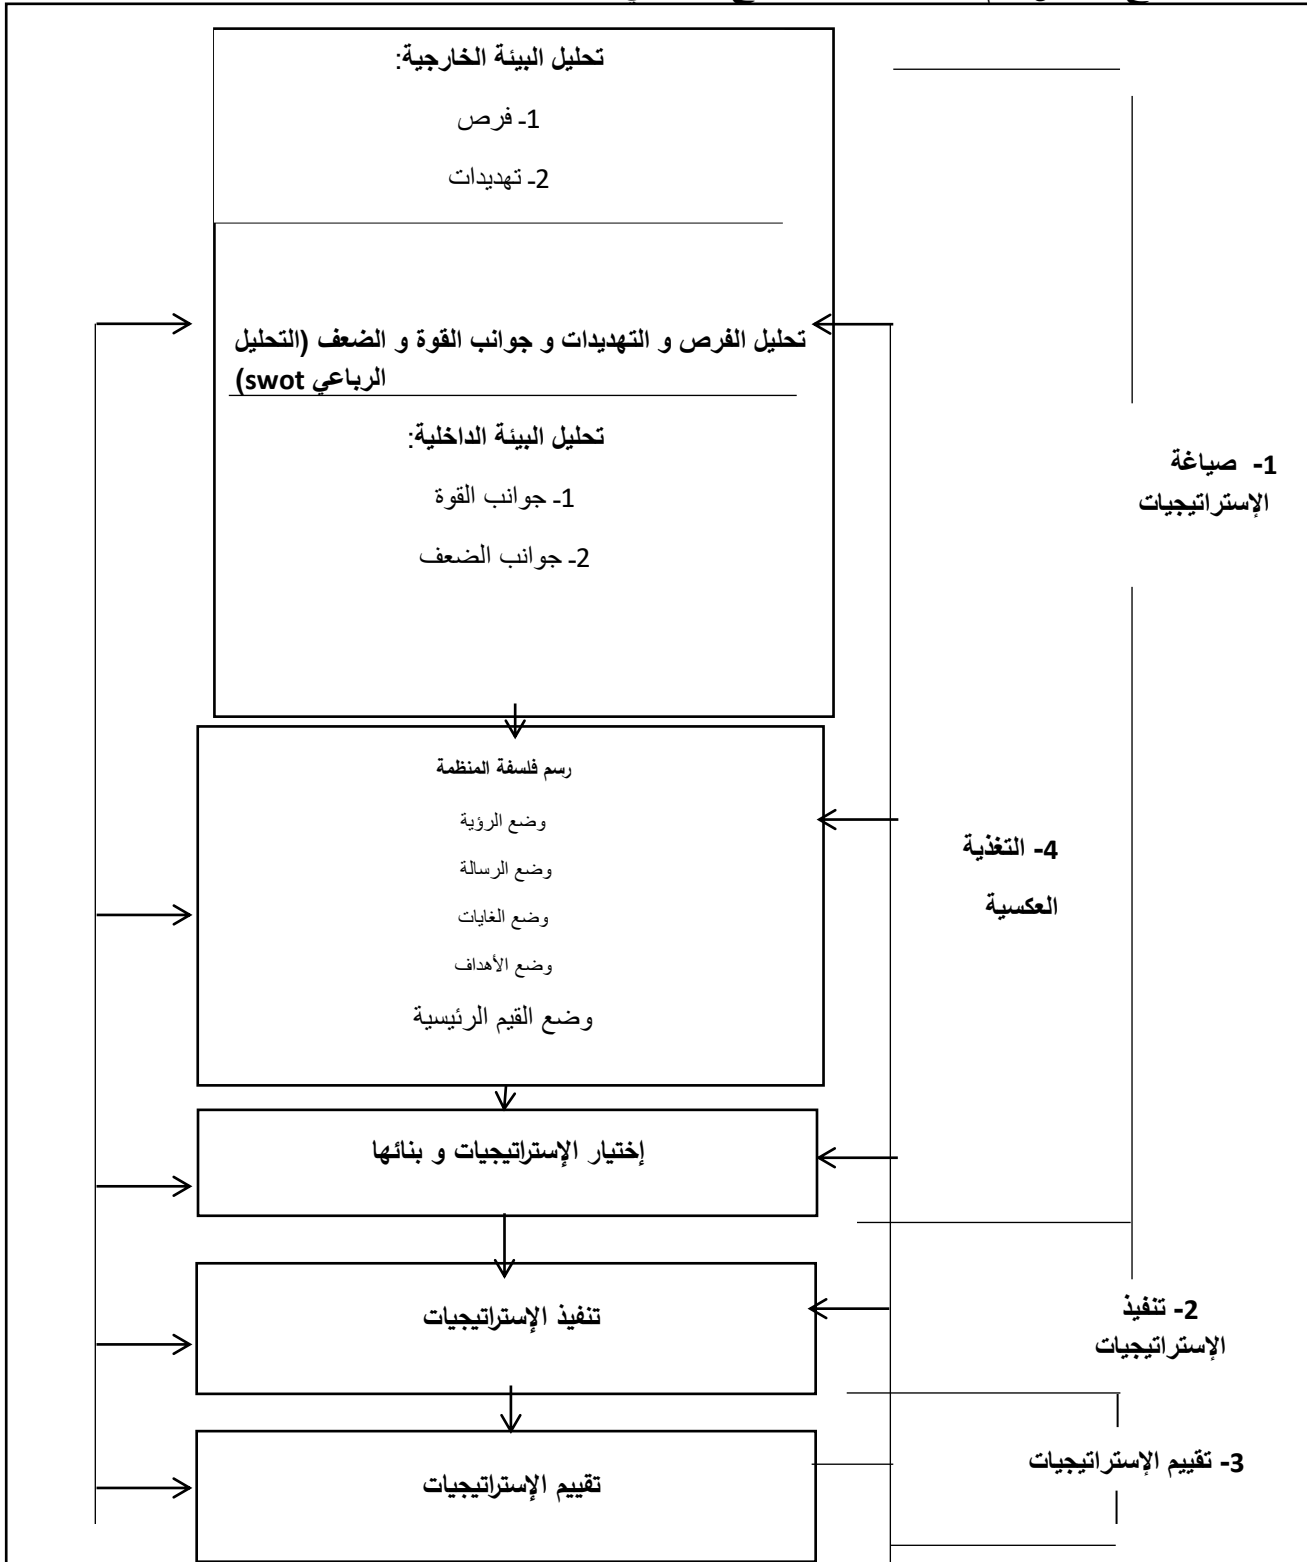 تحليل البيئة الخارجية:
1- فرص
2- تهديدات
تحليل الفرص و التهديدات و جوانب القوة و الضعف (التحليل
الرباعي swot)
تحليل البيئة الداخلية:
1- جوانب القوة
2- جوانب الضعف
1- صياغة
الإستراتيجيات
رسم فلسفة المنظمة
وضع الرؤية
وضع الرسالة
وضع الغايات
وضع الأهداف
وضع القيم الرئيسية
4- التغذية
العكسية
إختيار الإستراتيجيات و بنائها
تنفيذ الإستراتيجيات
2- تنفيذ
الإستراتيجيات
تقييم الإستراتيجيات
3- تقييم الإستراتيجيات